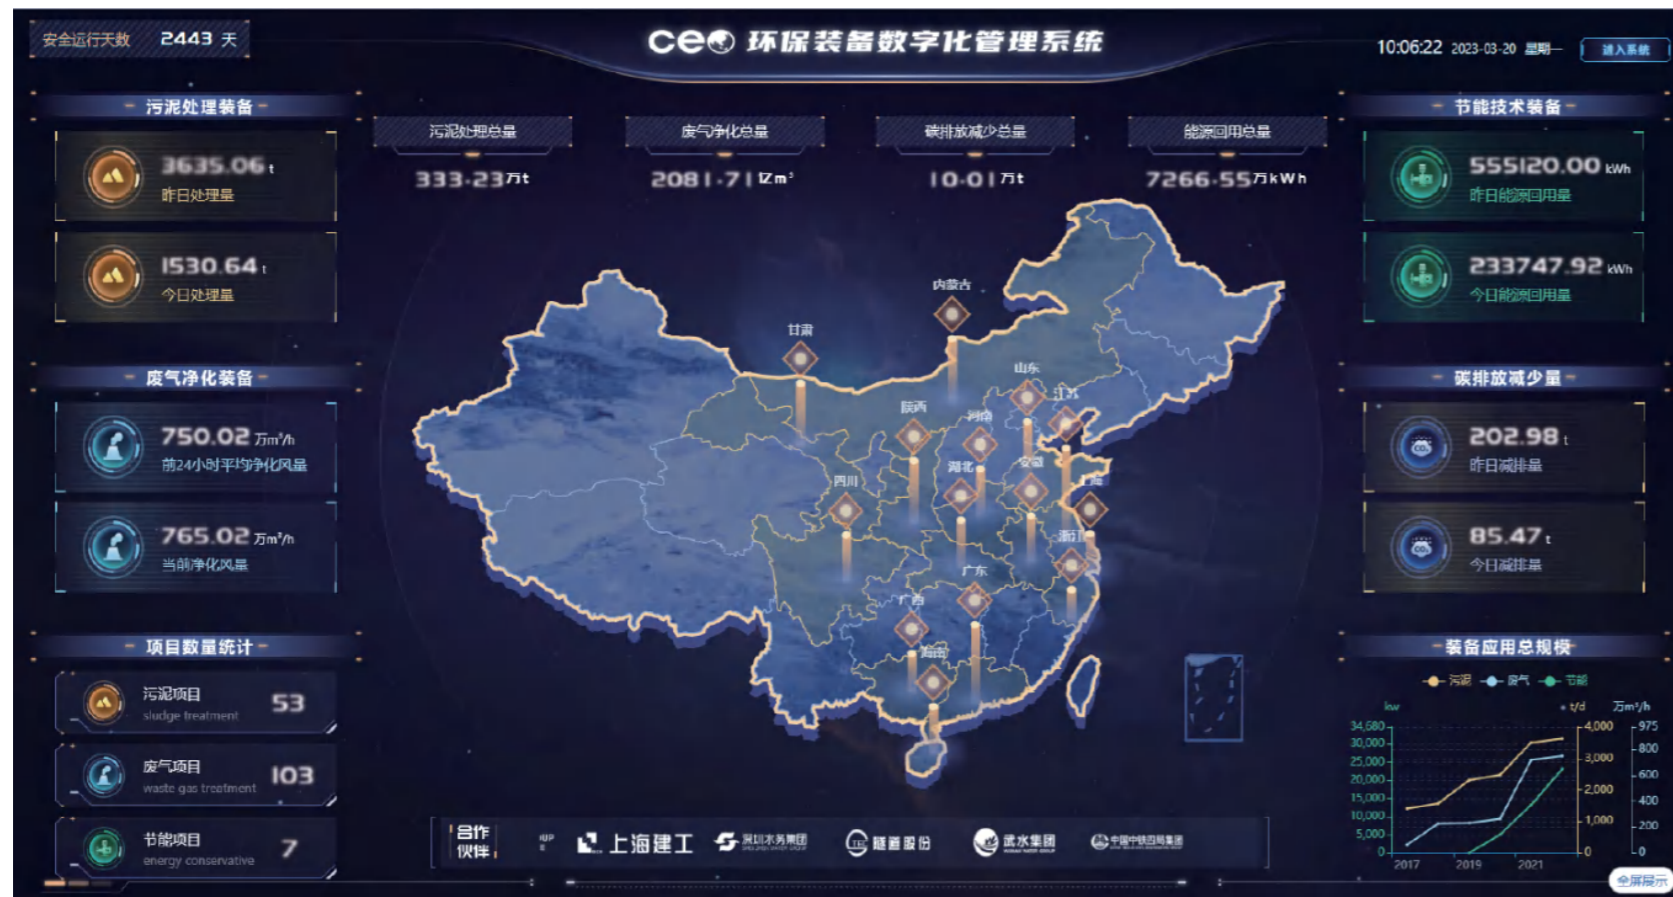 安全运行天数 2443 天
ceo 环保装备数字化管理系统
10:06:22 2023-03-20 星期一 进入系统
污泥处理装备
3635.06 t
昨日处理量
1530.64 t
今日处理量
废气净化装备
750.02 万m³/h
前24小时平均净化风量
765.02 万m³/h
当前净化风量
项目数量统计
污泥项目 53
sludge treatment
废气项目 103
waste gas treatment
节能项目 7
energy conservative
污泥处理总量
333.23万t
废气净化总量
2081.71亿m³
碳排放减少总量
10.01万t
能源回用总量
7266.55万kWh
内蒙古
甘肃
山东
江苏
陕西
河南
湖北
安徽
四川
上海
浙江
广东
广西
海南
合作
伙伴
上海建工
深圳水务集团
隧道股份
武水集团
中国中铁四局集团
节能技术装备
555120.00 kWh
昨日能源回用量
233747.92 kWh
今日能源回用量
碳排放减少量
202.98 t
昨日减排量
85.47 t
今日减排量
装备应用总规模
污泥 废气 节能
kw t/d 万m³/h
34,680 4,000 975
30,000 800
25,000 3,000
20,000 2,000 600
15,000 400
10,000 1,000
5,000 200
0 0 0
2017 2019 2021
全屏展示